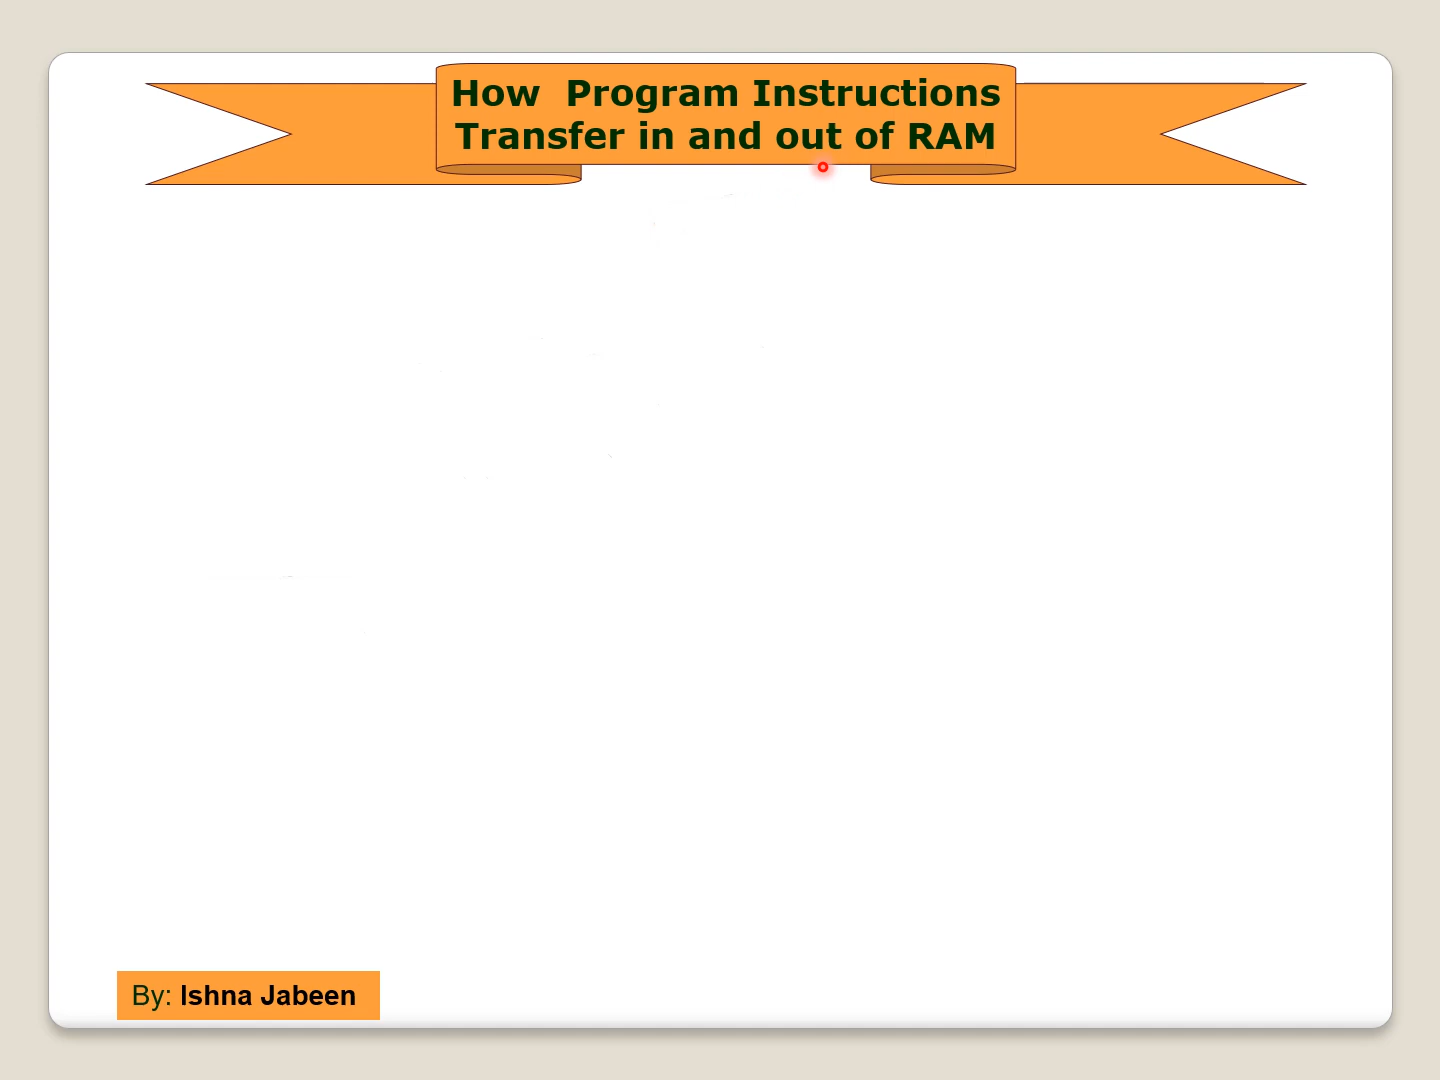 How Program Instructions
Transfer in and out of RAM
By: Ishna Jabeen